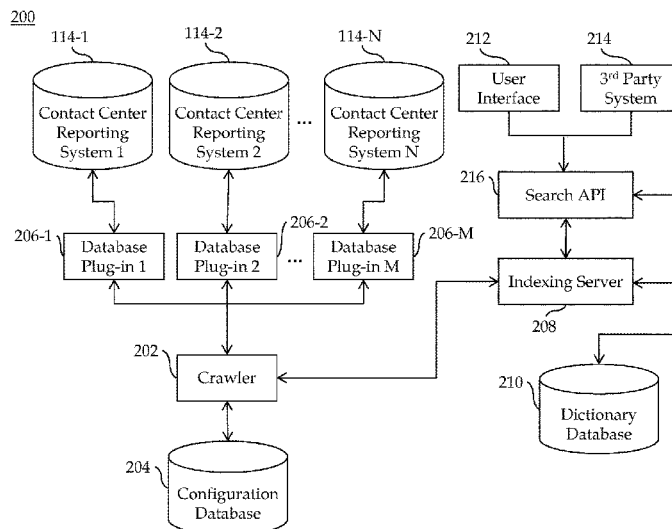 200
114-1
114-2
114-N
Contact Center
Reporting
System 1
Contact Center
Reporting
System 2
...
Contact Center
Reporting
System N
212
User
Interface
214
3rd Party
System
216
Search API
206-1
Database
Plug-in 1
206-2
Database
Plug-in 2
...
Database
Plug-in M
206-M
Indexing Server
208
202
Crawler
210
Dictionary
Database
204
Configuration
Database